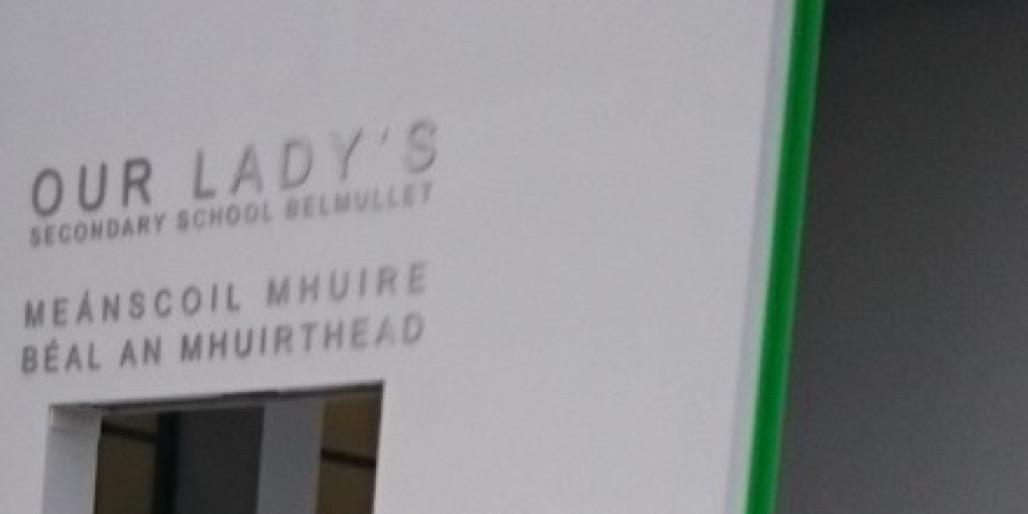 OUR LADY'S
SECONDARY SCHOOL BELMULLET
MEÁNSCOIL MHUIRE
BÉAL AN MHUIRTHEAD